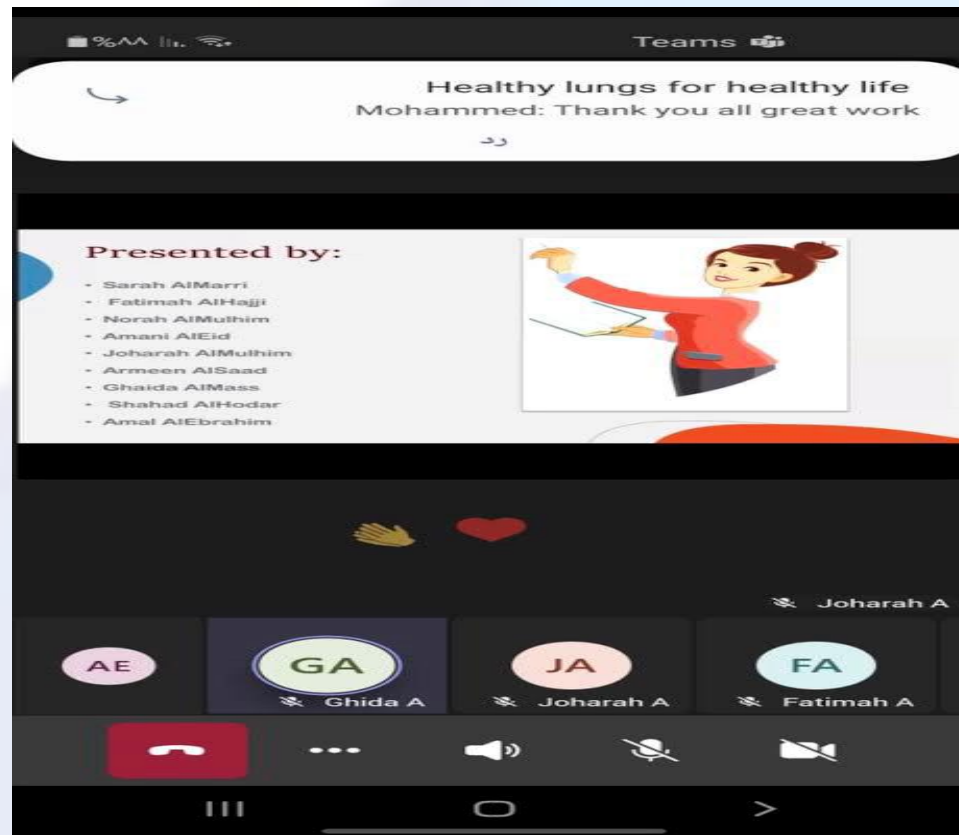 %٨٨ Teams
Healthy lungs for healthy life
Mohammed: Thank you all great work
رد
Presented by:
- Sarah AlMarri
- Fatimah AlHajji
- Norah AlMulhim
- Amani AlEid
- Joharah AlMulhim
- Armeen AlSaad
- Ghaida AlMass
- Shahad AlHodar
- Amal AlEbrahim
Joharah A
AE
GA
Ghida A
JA
Joharah A
FA
Fatimah A